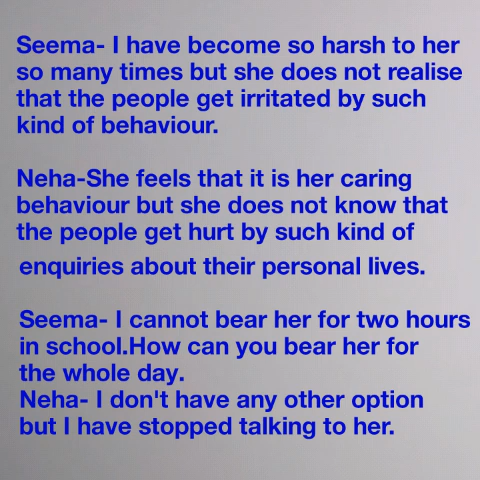 Seema- I have become so harsh to her
so many times but she does not realise
that the people get irritated by such
kind of behaviour.
Neha-She feels that it is her caring
behaviour but she does not know that
the people get hurt by such kind of
enquiries about their personal lives.
Seema- I cannot bear her for two hours
in school.How can you bear her for
the whole day.
Neha- I don't have any other option
but I have stopped talking to her.